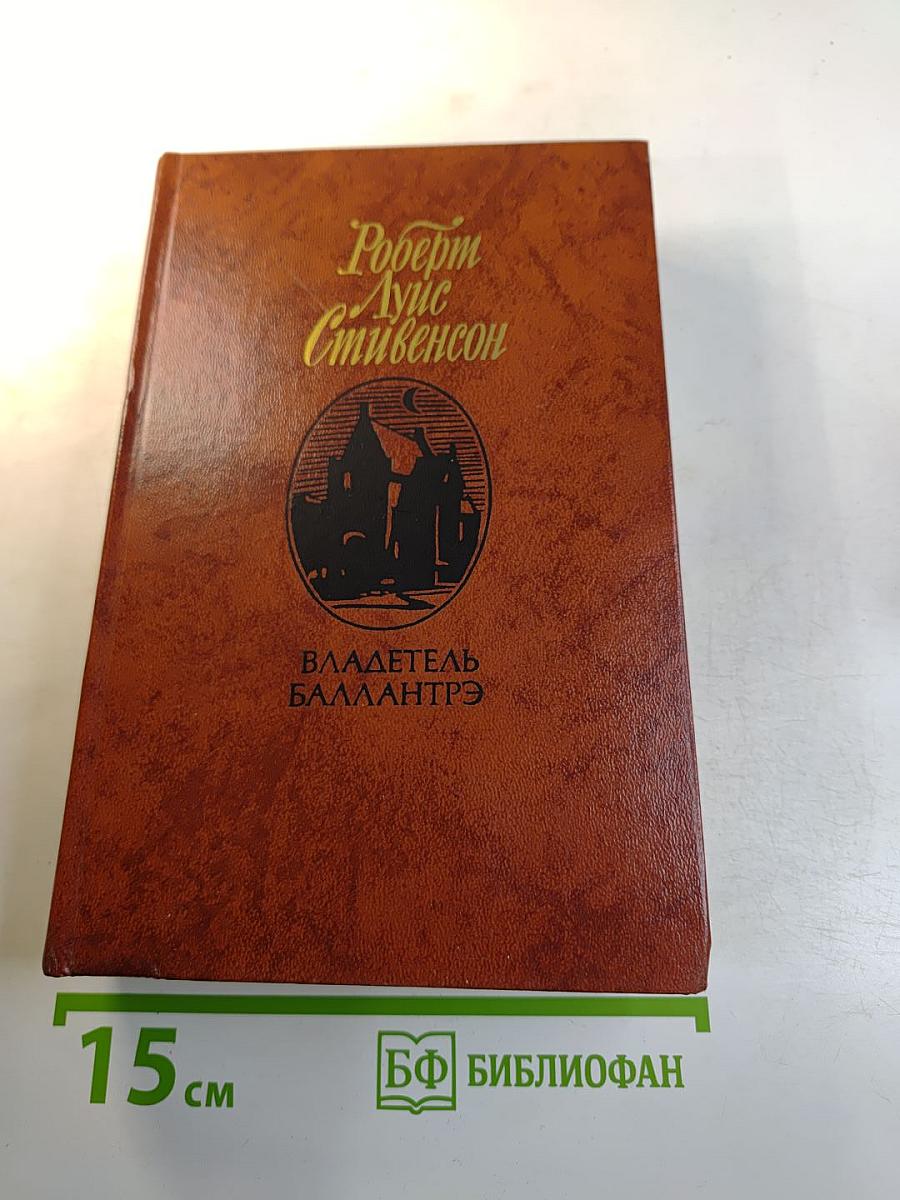 Роберт
Луис
Стивенсон
ВЛАДЕТЕЛЬ
БАЛЛАНТРЭ
15 см
БФ БИБЛИОФАН